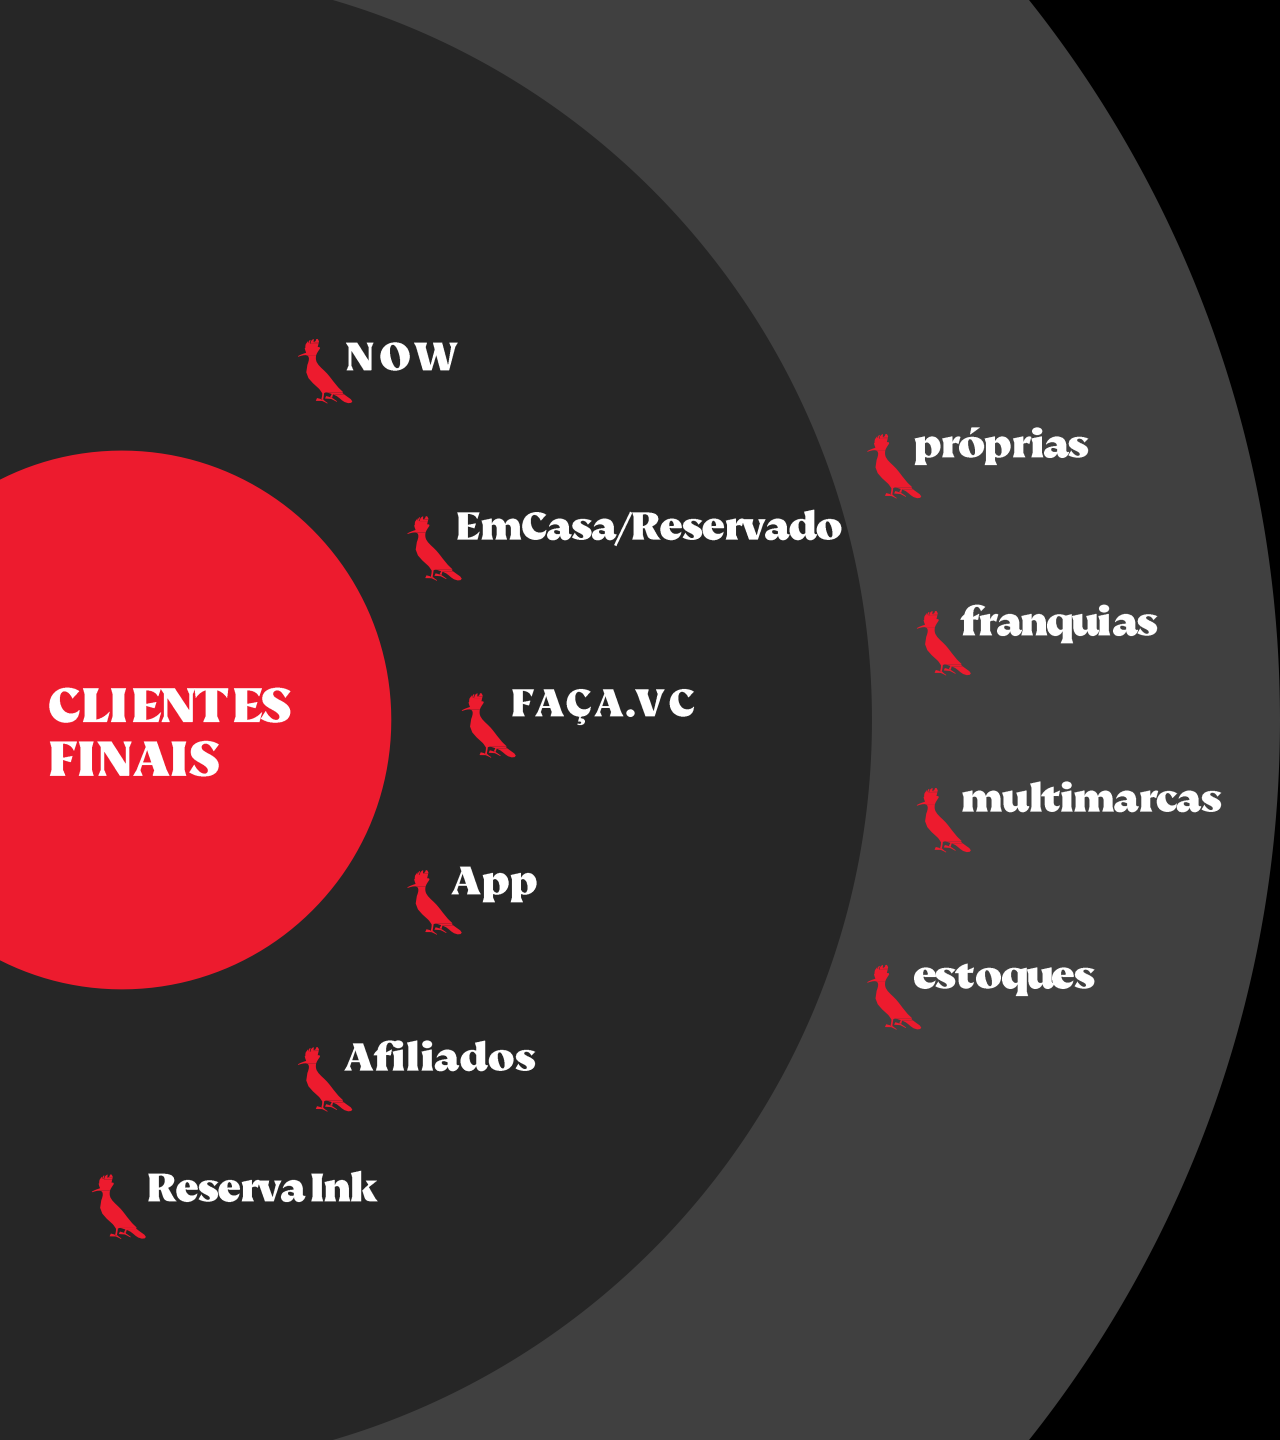 CLIENTES
FINAIS
NOW
EmCasa/Reservado
FAÇA.VC
App
Afiliados
Reserva Ink
próprias
franquias
multimarcas
estoques